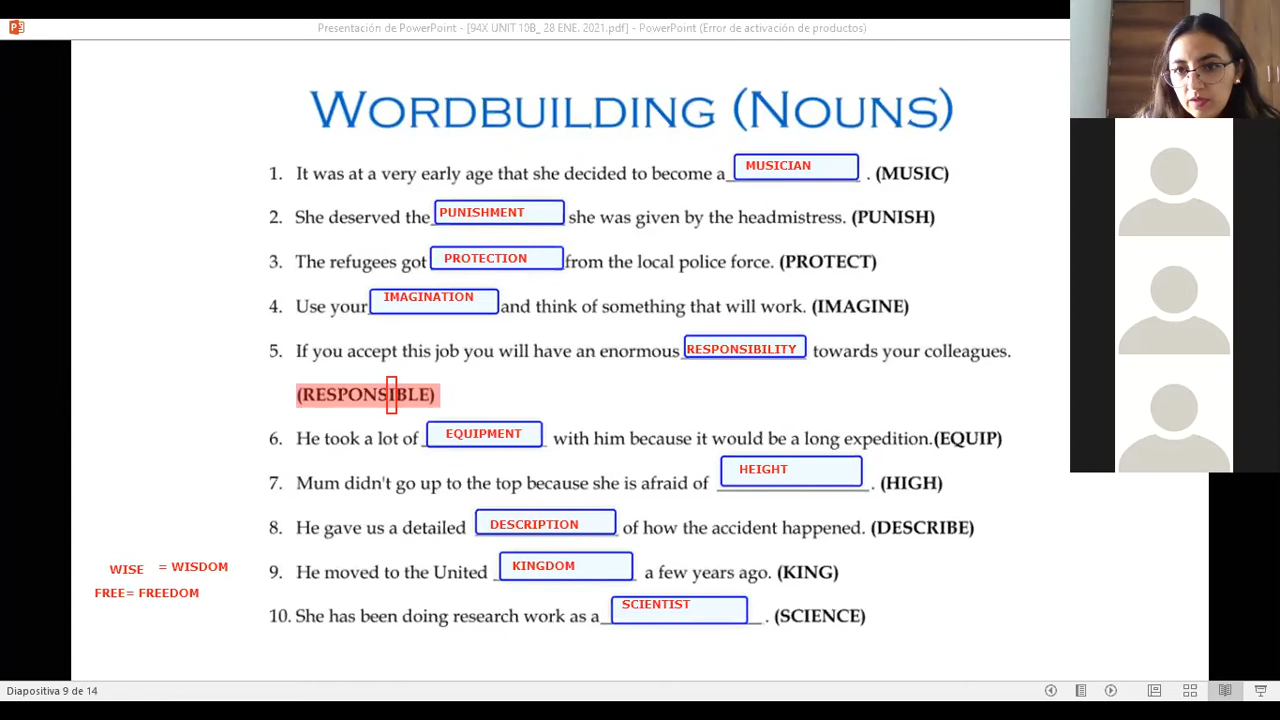 Presentación de PowerPoint - [94X UNIT 10B_ 28 ENE. 2021.pdf] - PowerPoint (Error de activación de productos)
WORDBUILDING (NOUNS)
1. It was at a very early age that she decided to become a MUSICIAN . (MUSIC)
2. She deserved the PUNISHMENT she was given by the headmistress. (PUNISH)
3. The refugees got PROTECTION from the local police force. (PROTECT)
4. Use your IMAGINATION and think of something that will work. (IMAGINE)
5. If you accept this job you will have an enormous RESPONSIBILITY towards your colleagues.
(RESPONSIBLE)
6. He took a lot of EQUIPMENT with him because it would be a long expedition.(EQUIP)
7. Mum didn't go up to the top because she is afraid of HEIGHT . (HIGH)
8. He gave us a detailed DESCRIPTION of how the accident happened. (DESCRIBE)
WISE = WISDOM
9. He moved to the United KINGDOM a few years ago. (KING)
FREE= FREEDOM
10. She has been doing research work as a SCIENTIST . (SCIENCE)
Diapositiva 9 de 14